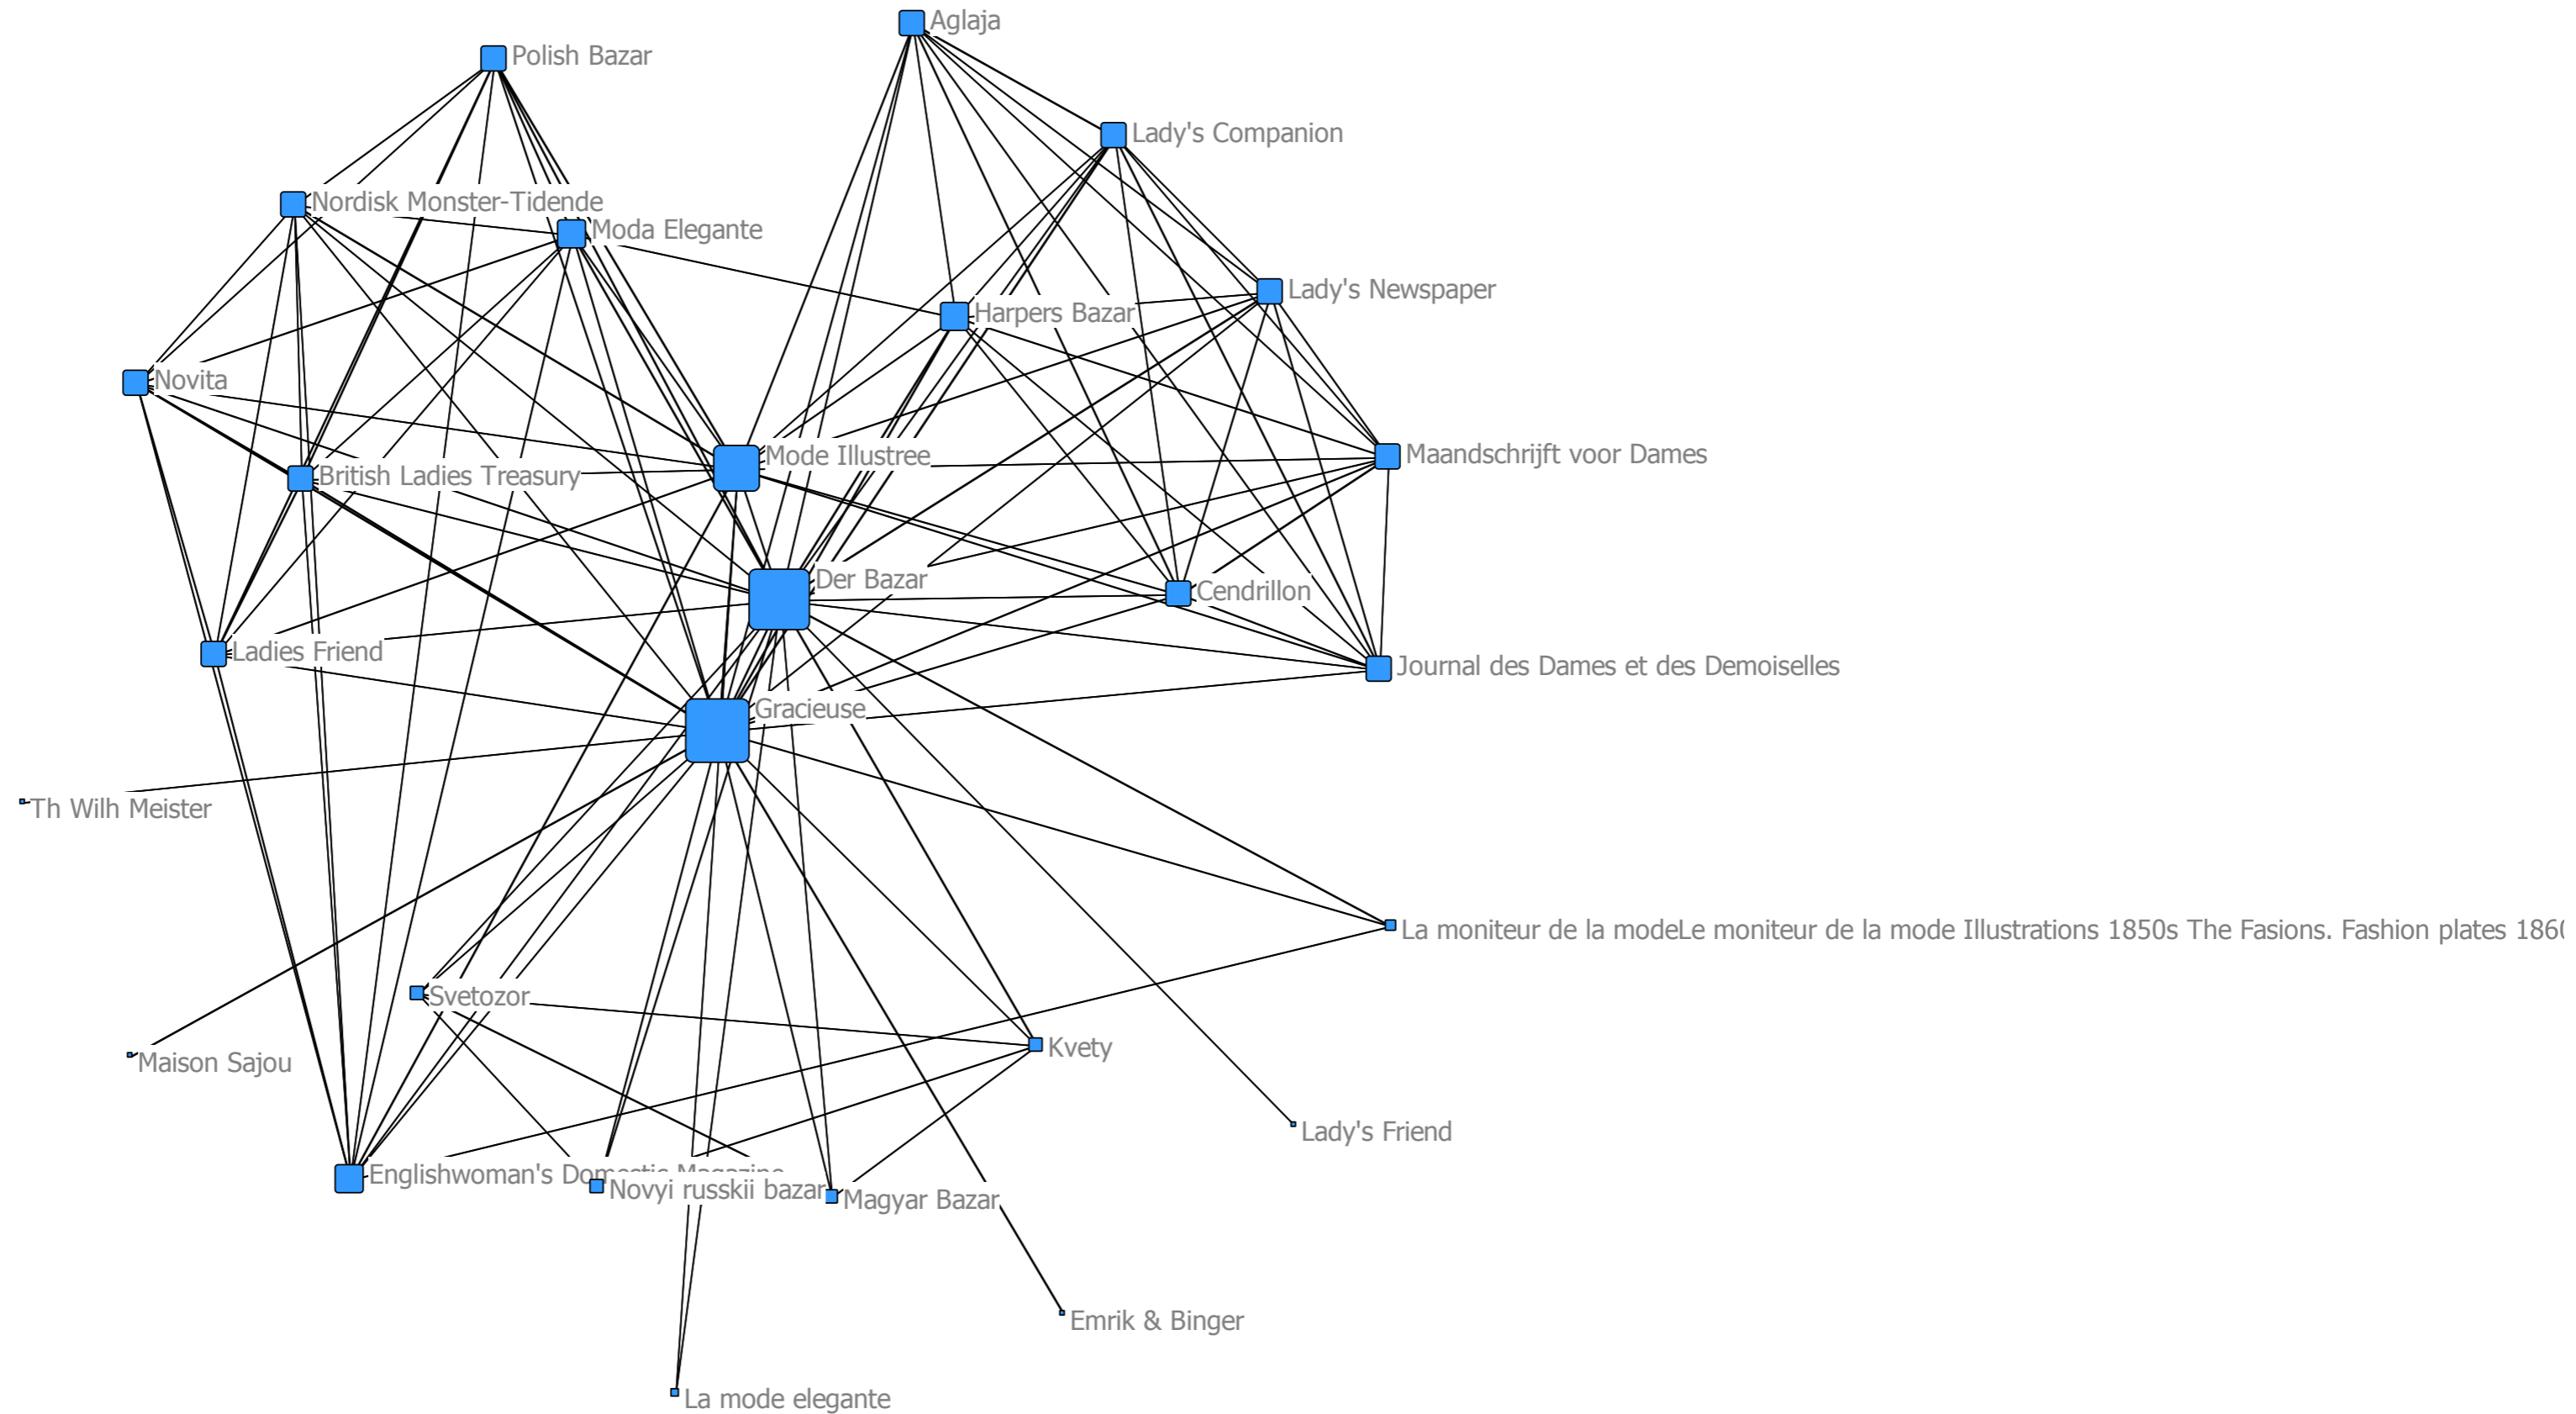 Aglaja
Polish Bazar
Lady's Companion
Nordisk Monster-Tidende
Moda Elegante
Lady's Newspaper
Harpers Bazar
Novita
Mode Illustree
Maandschrijft voor Dames
British Ladies Treasury
Der Bazar
Cendrillon
Ladies Friend
Journal des Dames et des Demoiselles
Gracieuse
Th Wilh Meister
La moniteur de la modeLe moniteur de la mode Illustrations 1850s The Fasions. Fashion plates 186
Svetozor
Kvety
Maison Sajou
Lady's Friend
Englishwoman's Domestic Magazine
Novyi russkii bazar
Magyar Bazar
Emrik & Binger
La mode elegante